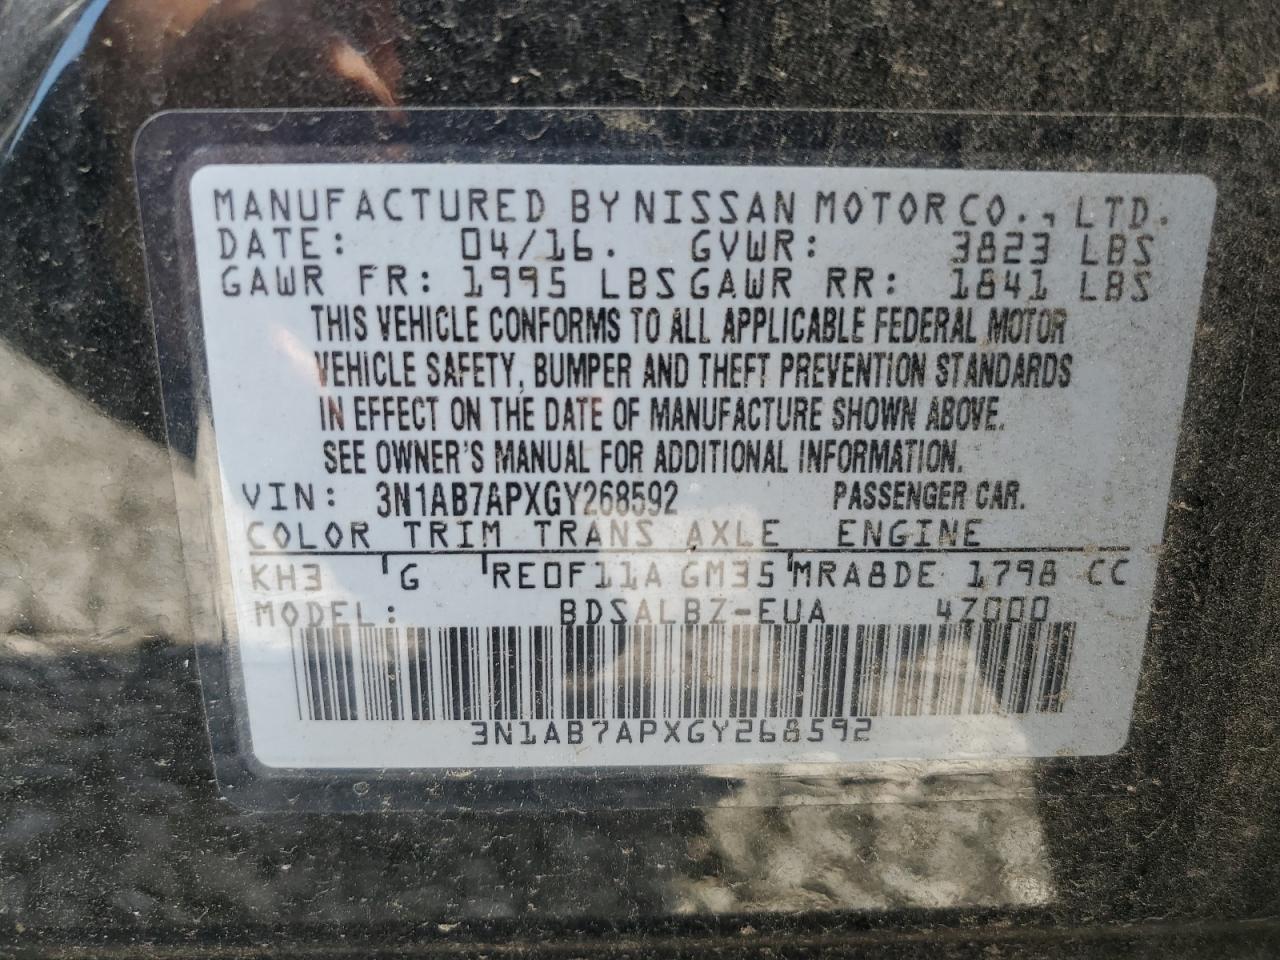 MANUFACTURED BY NISSAN MOTOR CO., LTD.
DATE: 04/16. GVWR: 3823 LBS
GAWR FR: 1995 LBS GAWR RR: 1841 LBS
THIS VEHICLE CONFORMS TO ALL APPLICABLE FEDERAL MOTOR
VEHICLE SAFETY, BUMPER AND THEFT PREVENTION STANDARDS
IN EFFECT ON THE DATE OF MANUFACTURE SHOWN ABOVE.
SEE OWNER'S MANUAL FOR ADDITIONAL INFORMATION.
VIN: 3N1AB7APXGY268592 PASSENGER CAR.
COLOR TRIM TRANS AXLE ENGINE
KH3 G RE0F11A GM35 MRA8DE 1798 CC
MODEL: BDSALBZ-EUA 4Z000
3N1AB7APXGY268592